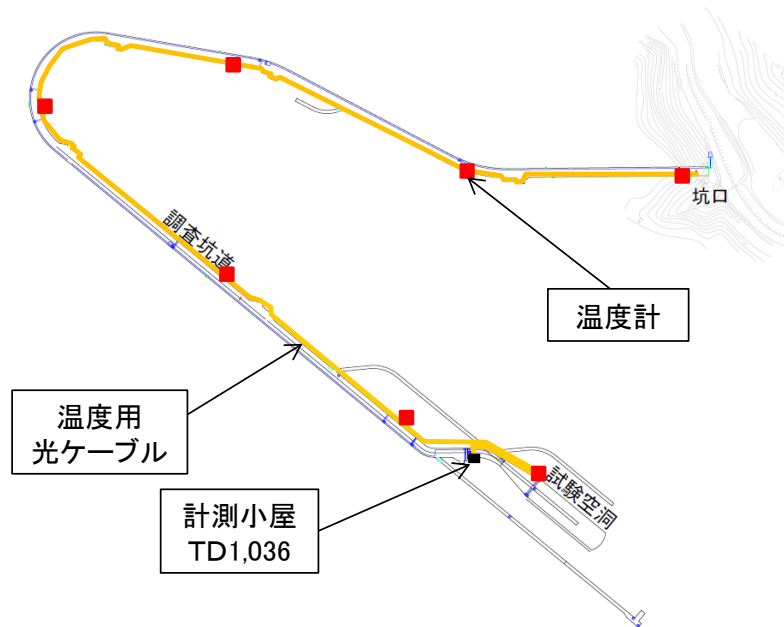 坑口
調査坑道
温度計
温度用
光ケーブル
計測小屋
TD1,036
試験空洞